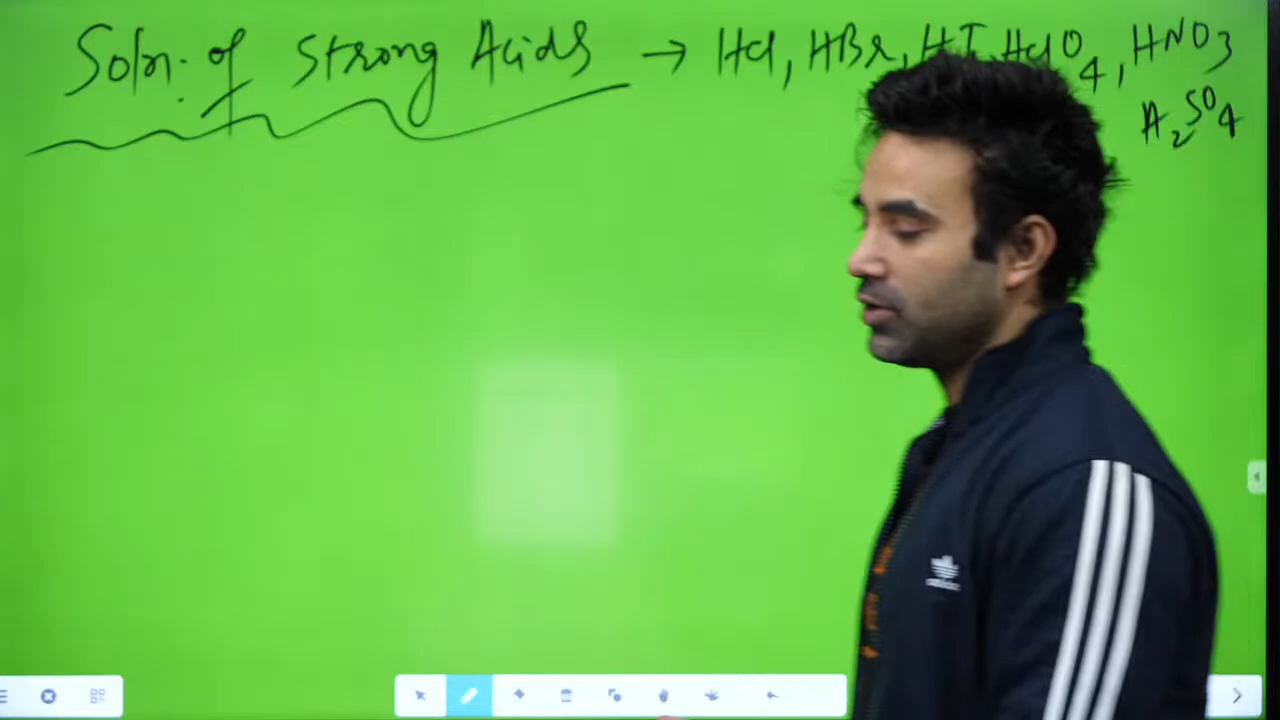 Soln. of Strong Acids → HCl, HBr, HI, HClO4, HNO3
H2SO4